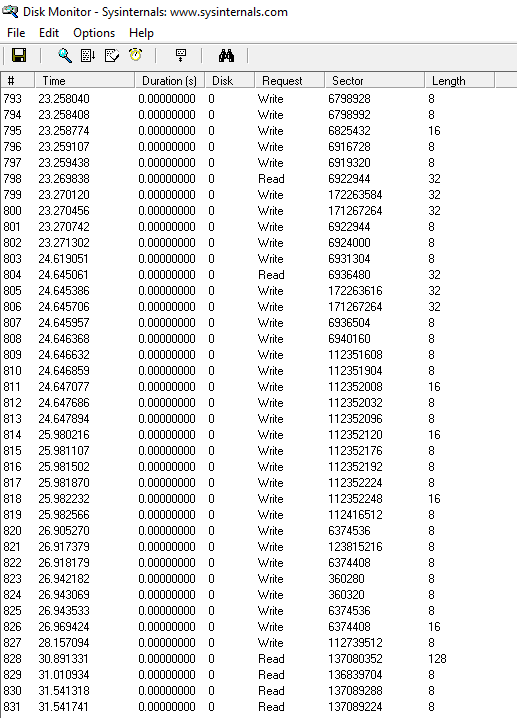 Disk Monitor - Sysinternals: www.sysinternals.com
File Edit Options Help
# Time Duration (s) Disk Request Sector Length
793 23.258040 0.00000000 0 Write 6798928 8
794 23.258408 0.00000000 0 Write 6798992 8
795 23.258774 0.00000000 0 Write 6825432 16
796 23.259107 0.00000000 0 Write 6916728 8
797 23.259438 0.00000000 0 Write 6919320 8
798 23.269838 0.00000000 0 Read 6922944 32
799 23.270120 0.00000000 0 Write 172263584 32
800 23.270456 0.00000000 0 Write 171267264 32
801 23.270742 0.00000000 0 Write 6922944 8
802 23.271302 0.00000000 0 Write 6924000 8
803 24.619051 0.00000000 0 Write 6931304 8
804 24.645061 0.00000000 0 Read 6936480 32
805 24.645386 0.00000000 0 Write 172263616 32
806 24.645706 0.00000000 0 Write 171267264 32
807 24.645957 0.00000000 0 Write 6936504 8
808 24.646368 0.00000000 0 Write 6940160 8
809 24.646632 0.00000000 0 Write 112351608 8
810 24.646859 0.00000000 0 Write 112351904 8
811 24.647077 0.00000000 0 Write 112352008 16
812 24.647686 0.00000000 0 Write 112352032 8
813 24.647894 0.00000000 0 Write 112352096 8
814 25.980216 0.00000000 0 Write 112352120 16
815 25.981107 0.00000000 0 Write 112352176 8
816 25.981502 0.00000000 0 Write 112352192 8
817 25.981870 0.00000000 0 Write 112352224 8
818 25.982232 0.00000000 0 Write 112352248 16
819 25.982566 0.00000000 0 Write 112416512 8
820 26.905270 0.00000000 0 Write 6374536 8
821 26.917379 0.00000000 0 Write 123815216 8
822 26.918179 0.00000000 0 Write 6374408 8
823 26.942182 0.00000000 0 Write 360280 8
824 26.943069 0.00000000 0 Write 360320 8
825 26.943533 0.00000000 0 Write 6374536 8
826 26.969424 0.00000000 0 Write 6374408 16
827 28.157094 0.00000000 0 Write 112739512 8
828 30.891331 0.00000000 0 Read 137080352 128
829 31.010934 0.00000000 0 Read 136839704 8
830 31.541318 0.00000000 0 Read 137089288 8
831 31.541741 0.00000000 0 Read 137089224 8